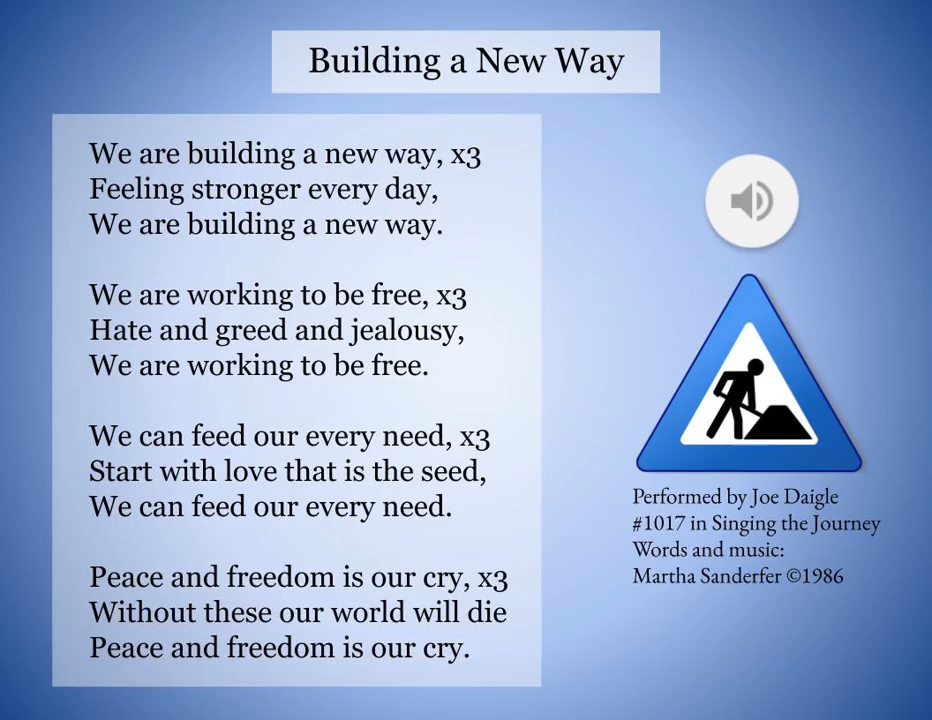 Building a New Way
We are building a new way, x3
Feeling stronger every day,
We are building a new way.
We are working to be free, x3
Hate and greed and jealousy,
We are working to be free.
We can feed our every need, x3
Start with love that is the seed,
We can feed our every need.
Peace and freedom is our cry, x3
Without these our world will die
Peace and freedom is our cry.
Performed by Joe Daigle
#1017 in Singing the Journey
Words and music:
Martha Sanderfer ©1986